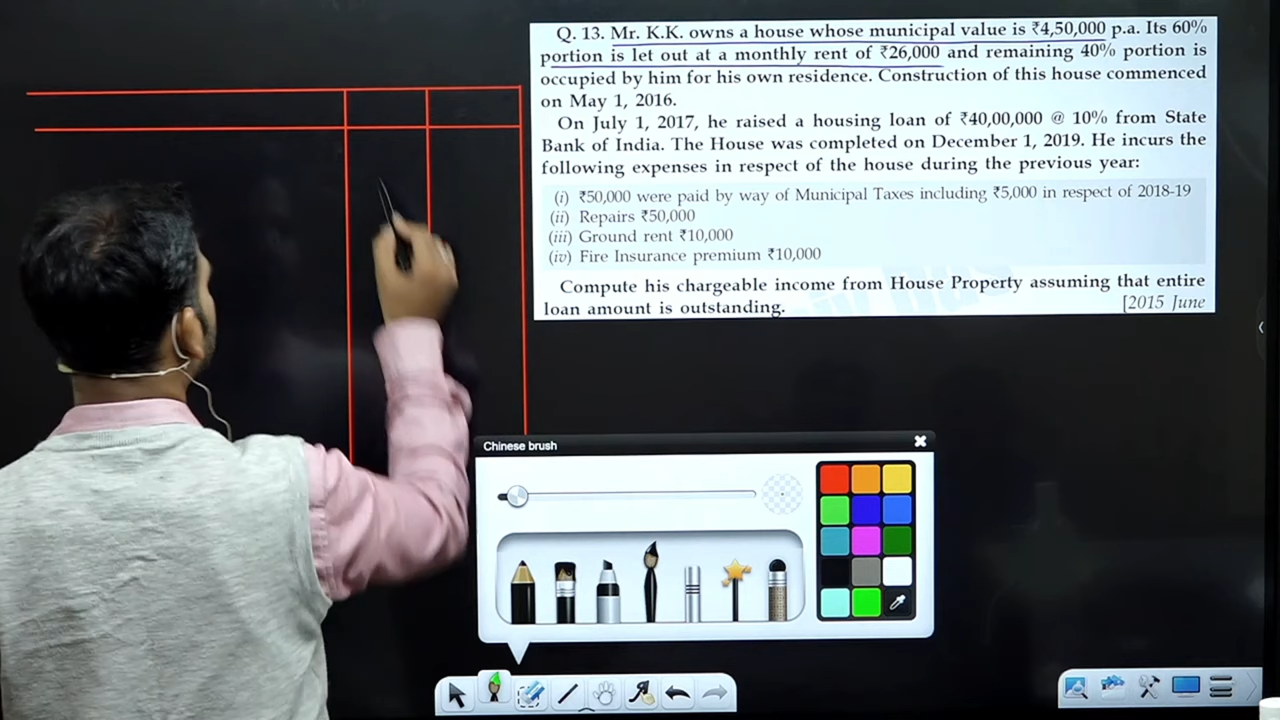 Q. 13. Mr. K.K. owns a house whose municipal value is ₹4,50,000 p.a. Its 60%
portion is let out at a monthly rent of ₹26,000 and remaining 40% portion is
occupied by him for his own residence. Construction of this house commenced
on May 1, 2016.
On July 1, 2017, he raised a housing loan of ₹40,00,000 @ 10% from State
Bank of India. The House was completed on December 1, 2019. He incurs the
following expenses in respect of the house during the previous year:
(i) ₹50,000 were paid by way of Municipal Taxes including ₹5,000 in respect of 2018-19
(ii) Repairs ₹50,000
(iii) Ground rent ₹10,000
(iv) Fire Insurance premium ₹10,000
Compute his chargeable income from House Property assuming that entire
loan amount is outstanding. [2015 June
Chinese brush